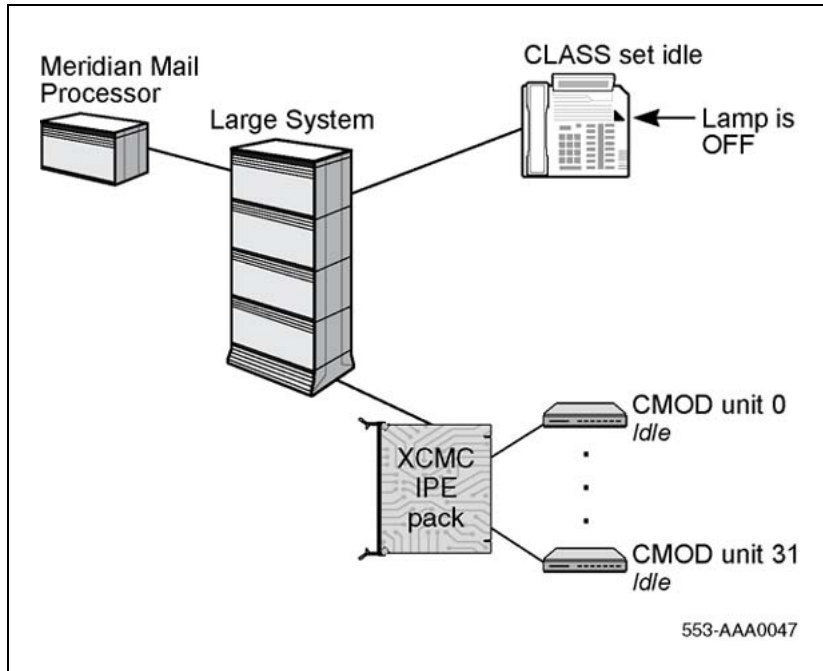 Meridian Mail
Processor
Large System
CLASS set idle
Lamp is
OFF
XCMC
IPE
pack
CMOD unit 0
Idle
CMOD unit 31
Idle
553-AAA0047